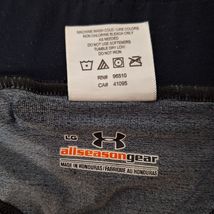 MACHINE WASH COLD - LIKE COLORS
NON CHLORINE BLEACH ONLY
AS NEEDED
DO NOT USE SOFTENERS
TUMBLE DRY LOW
DO NOT IRON
RN# 96510
CA# 41095
LG
allseasongear
MADE IN HONDURAS / FABRIQUE AU HONDURAS